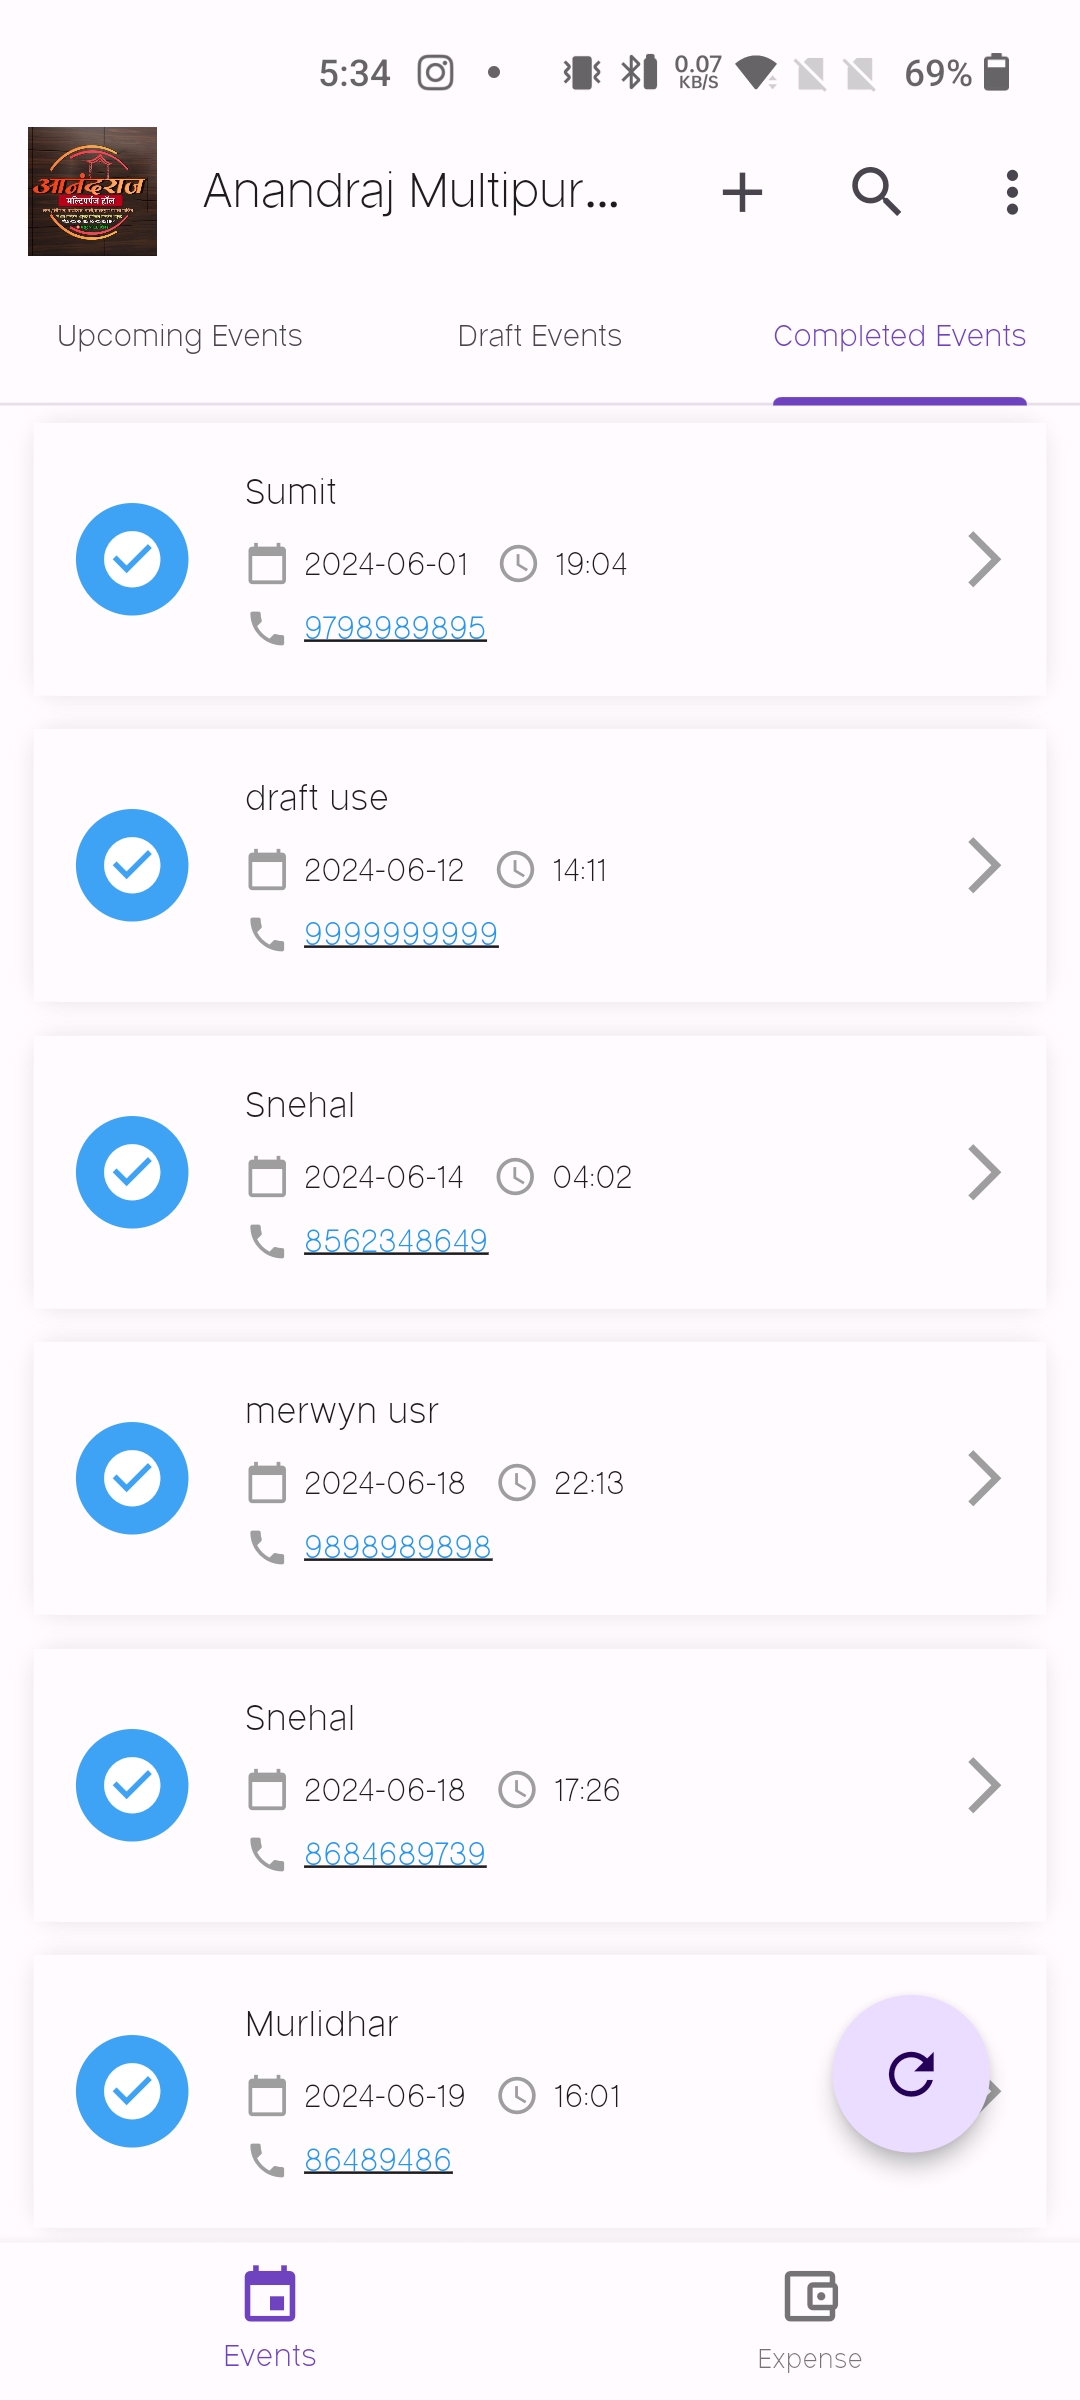 5:34
0.07
KB/S
69%
आनंदराज
मल्टिपर्पज हॉल
Anandraj Multipur...
Upcoming Events
Draft Events
Completed Events
Sumit
2024-06-01 19:04
9798989895
draft use
2024-06-12 14:11
9999999999
Snehal
2024-06-14 04:02
8562348649
merwyn usr
2024-06-18 22:13
9898989898
Snehal
2024-06-18 17:26
8684689739
Murlidhar
2024-06-19 16:01
86489486
Events
Expense